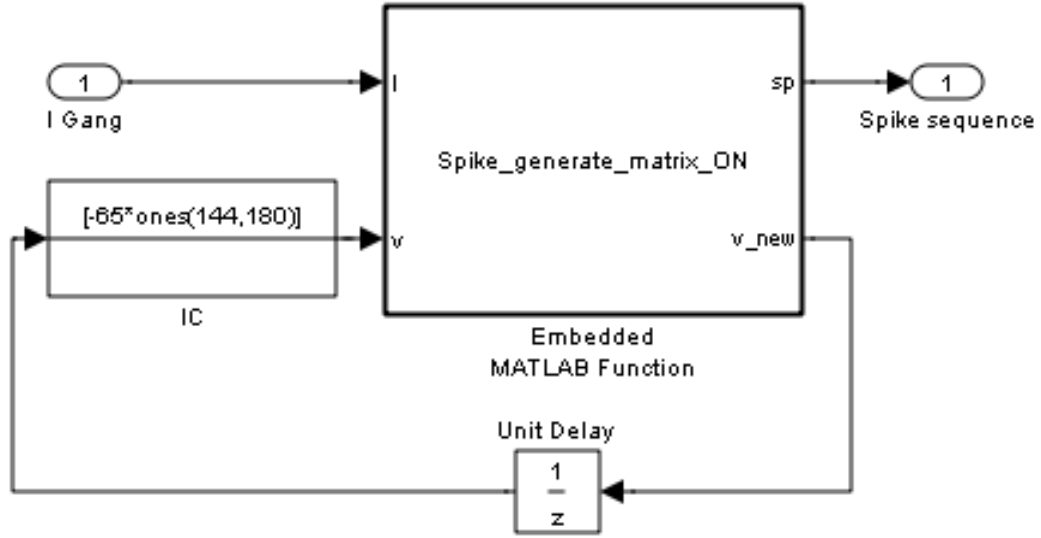 1
I Gang
I
sp
1
Spike sequence
Spike_generate_matrix_ON
[-65*ones(144,180)]
v
v_new
IC
Embedded
MATLAB Function
Unit Delay
1
z